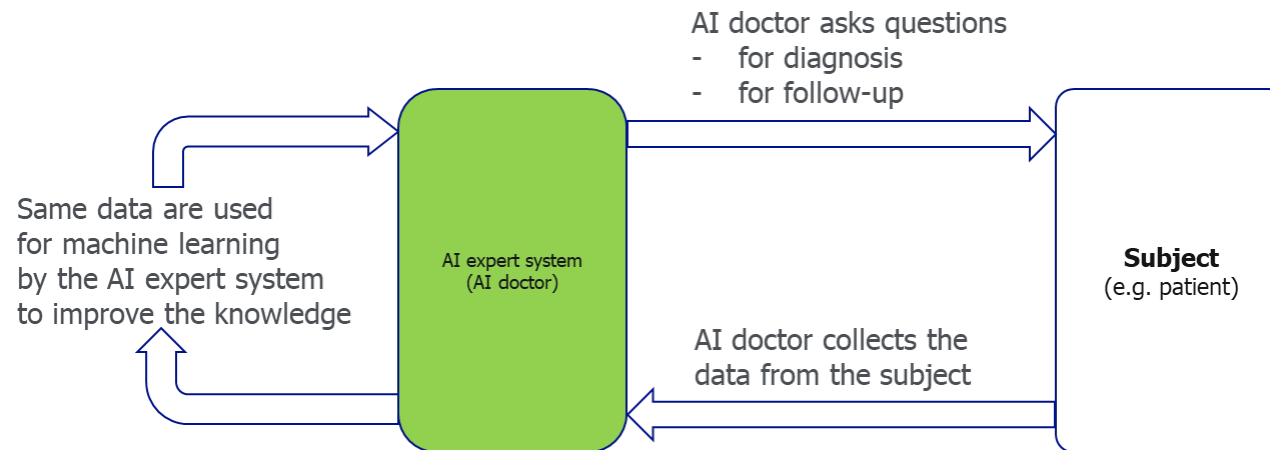 AI doctor asks questions
- for diagnosis
- for follow-up
Same data are used
for machine learning
by the AI expert system
to improve the knowledge
AI expert system
(AI doctor)
Subject
(e.g. patient)
AI doctor collects the
data from the subject